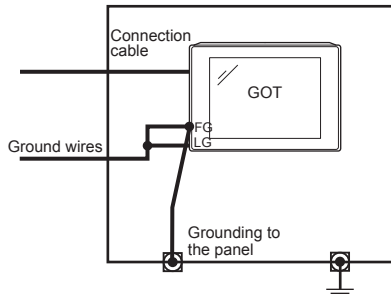 Connection
cable
GOT
FG
LG
Ground wires
Grounding to
the panel